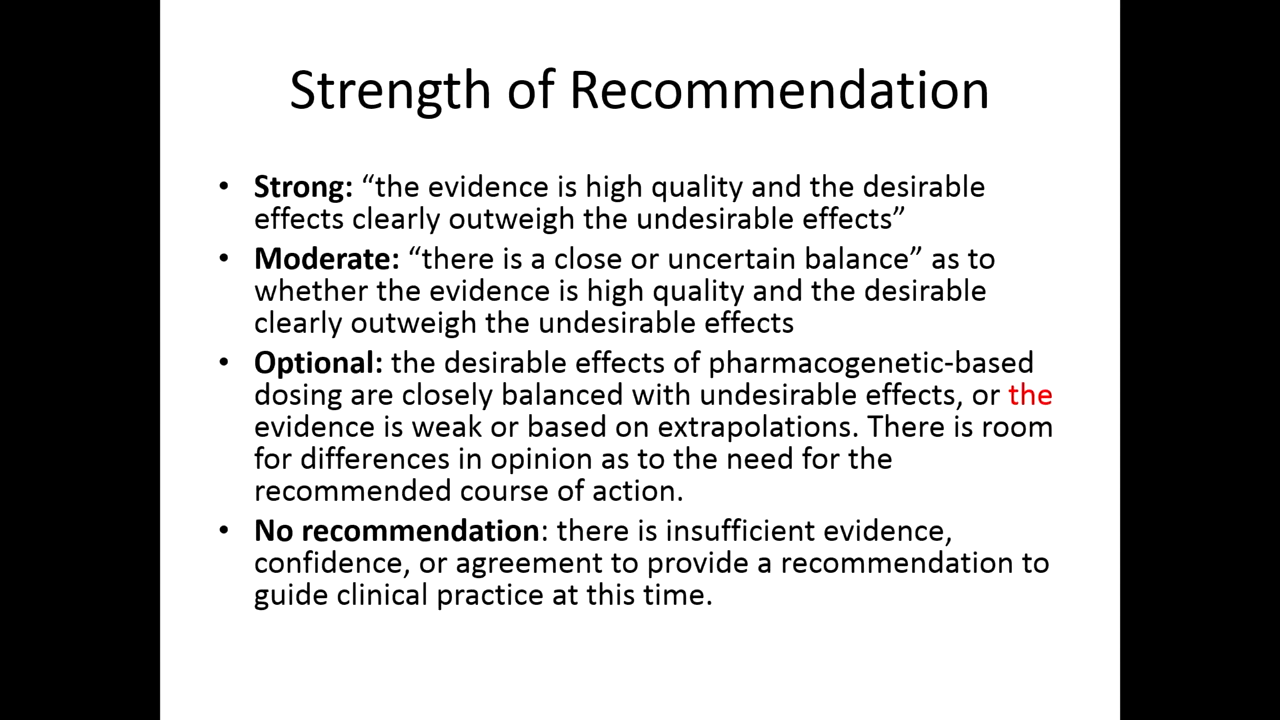 Strength of Recommendation
• Strong: “the evidence is high quality and the desirable
effects clearly outweigh the undesirable effects”
• Moderate: “there is a close or uncertain balance” as to
whether the evidence is high quality and the desirable
clearly outweigh the undesirable effects
• Optional: the desirable effects of pharmacogenetic-based
dosing are closely balanced with undesirable effects, or the
evidence is weak or based on extrapolations. There is room
for differences in opinion as to the need for the
recommended course of action.
• No recommendation: there is insufficient evidence,
confidence, or agreement to provide a recommendation to
guide clinical practice at this time.